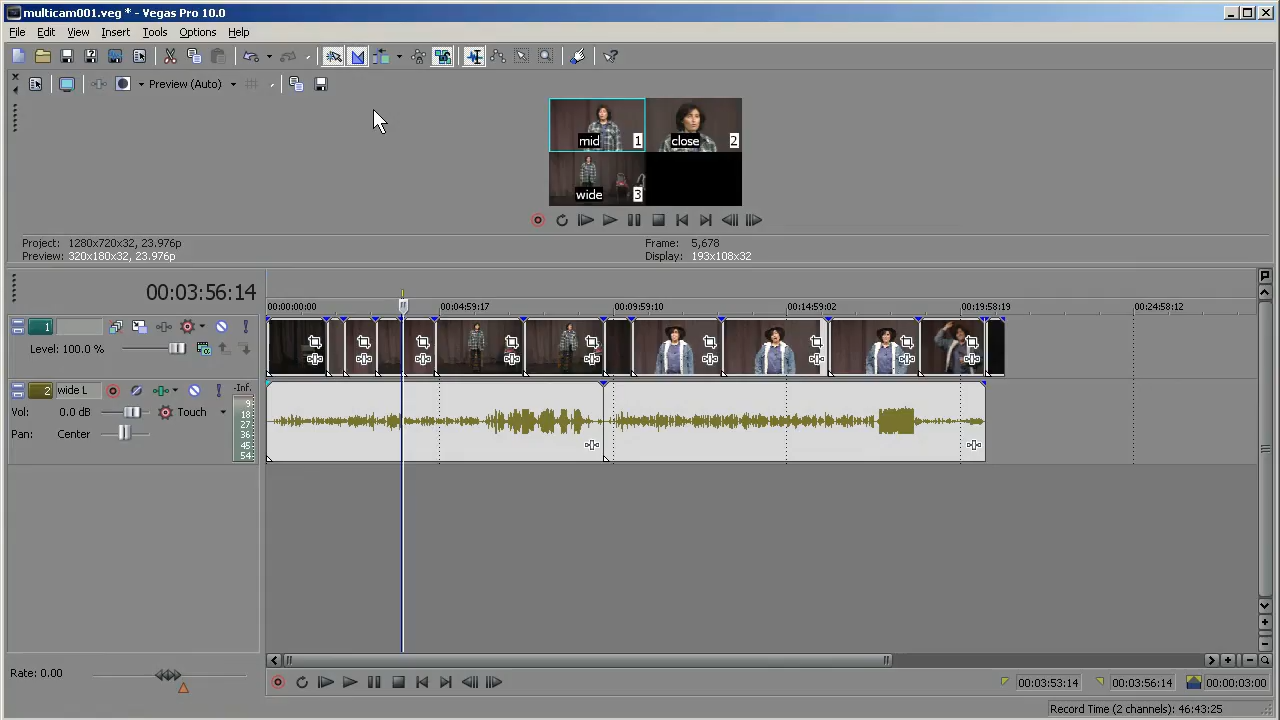 multicam001.veg * - Vegas Pro 10.0
File Edit View Insert Tools Options Help
Preview (Auto)
mid 1 close 2
wide 3
Project: 1280x720x32, 23.976p Frame: 5,678
Preview: 320x180x32, 23.976p Display: 193x108x32
00:03:56:14
00:00:00:00 00:04:59:17 00:09:59:10 00:14:59:02 00:19:58:19 00:24:58:12
1
Level: 100.0 %
2 wide L -Inf.
Vol: 0.0 dB Touch
Pan: Center
9
18
27
36
45
54
Rate: 0.00
00:03:53:14 00:03:56:14 00:00:03:00
Record Time (2 channels): 46:43:25